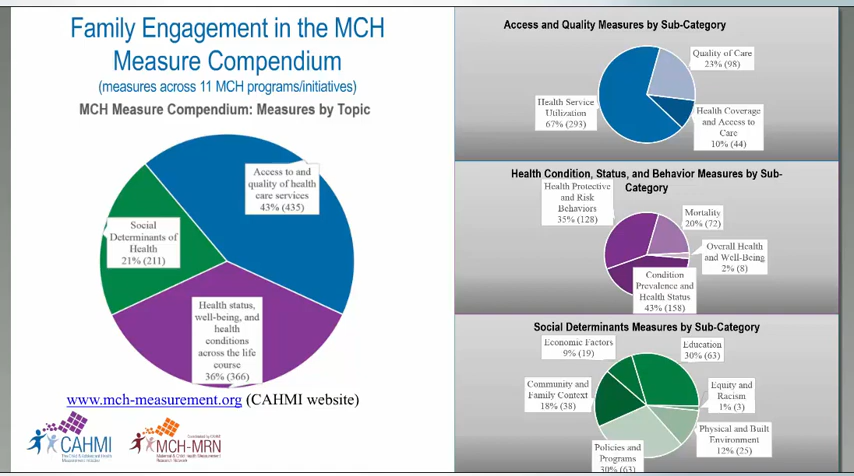 Family Engagement in the MCH
Measure Compendium
(measures across 11 MCH programs/initiatives)
MCH Measure Compendium: Measures by Topic
Access to and
quality of health
care services
43% (435)
Social
Determinants of
Health
21% (211)
Health status,
well-being, and
health
conditions
across the life
course
36% (366)
www.mch-measurement.org (CAHMI website)
CAHMI
MCH-MRN
Access and Quality Measures by Sub-Category
Quality of Care
23% (98)
Health Service
Utilization
67% (293)
Health Coverage
and Access to
Care
10% (44)
Health Condition, Status, and Behavior Measures by Sub-
Category
Health Protective
and Risk
Behaviors
35% (128)
Mortality
20% (72)
Overall Health
and Well-Being
2% (8)
Condition
Prevalence and
Health Status
43% (158)
Social Determinants Measures by Sub-Category
Economic Factors
9% (19)
Education
30% (63)
Community and
Family Context
18% (38)
Equity and
Racism
1% (3)
Physical and Built
Environment
12% (25)
Policies and
Programs
30% (63)